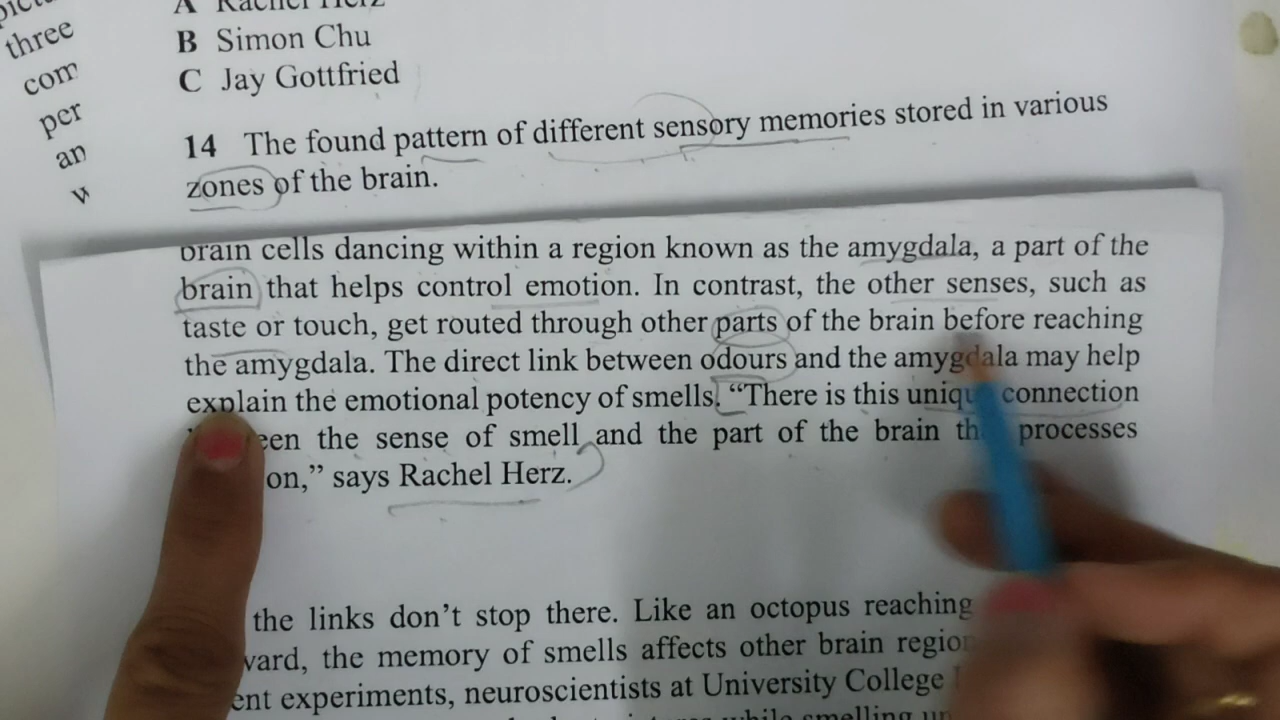 three
com
per
an
w
A Rachel Herz
B Simon Chu
C Jay Gottfried
14 The found pattern of different sensory memories stored in various
zones of the brain.
brain cells dancing within a region known as the amygdala, a part of the
brain that helps control emotion. In contrast, the other senses, such as
taste or touch, get routed through other parts of the brain before reaching
the amygdala. The direct link between odours and the amygdala may help
explain the emotional potency of smells. “There is this unique connection
the sense of smell and the part of the brain processes
on,” says Rachel Herz.
the links don’t stop there. Like an octopus reaching
ward, the memory of smells affects other brain
ent experiments, neuroscientists at University College
while smelling